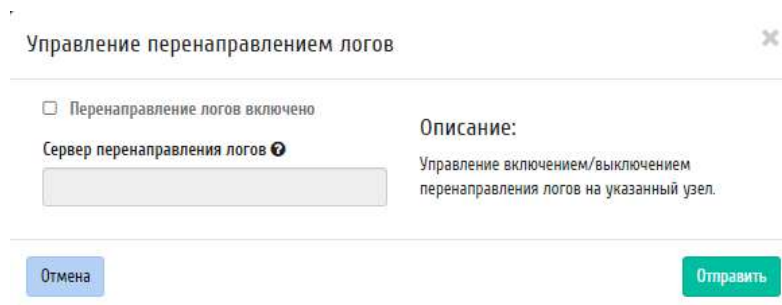 Управление перенаправлением логов
Перенаправление логов включено
Сервер перенаправления логов
Описание:
Управление включением/выключением
перенаправления логов на указанный узел.
Отмена
Отправить